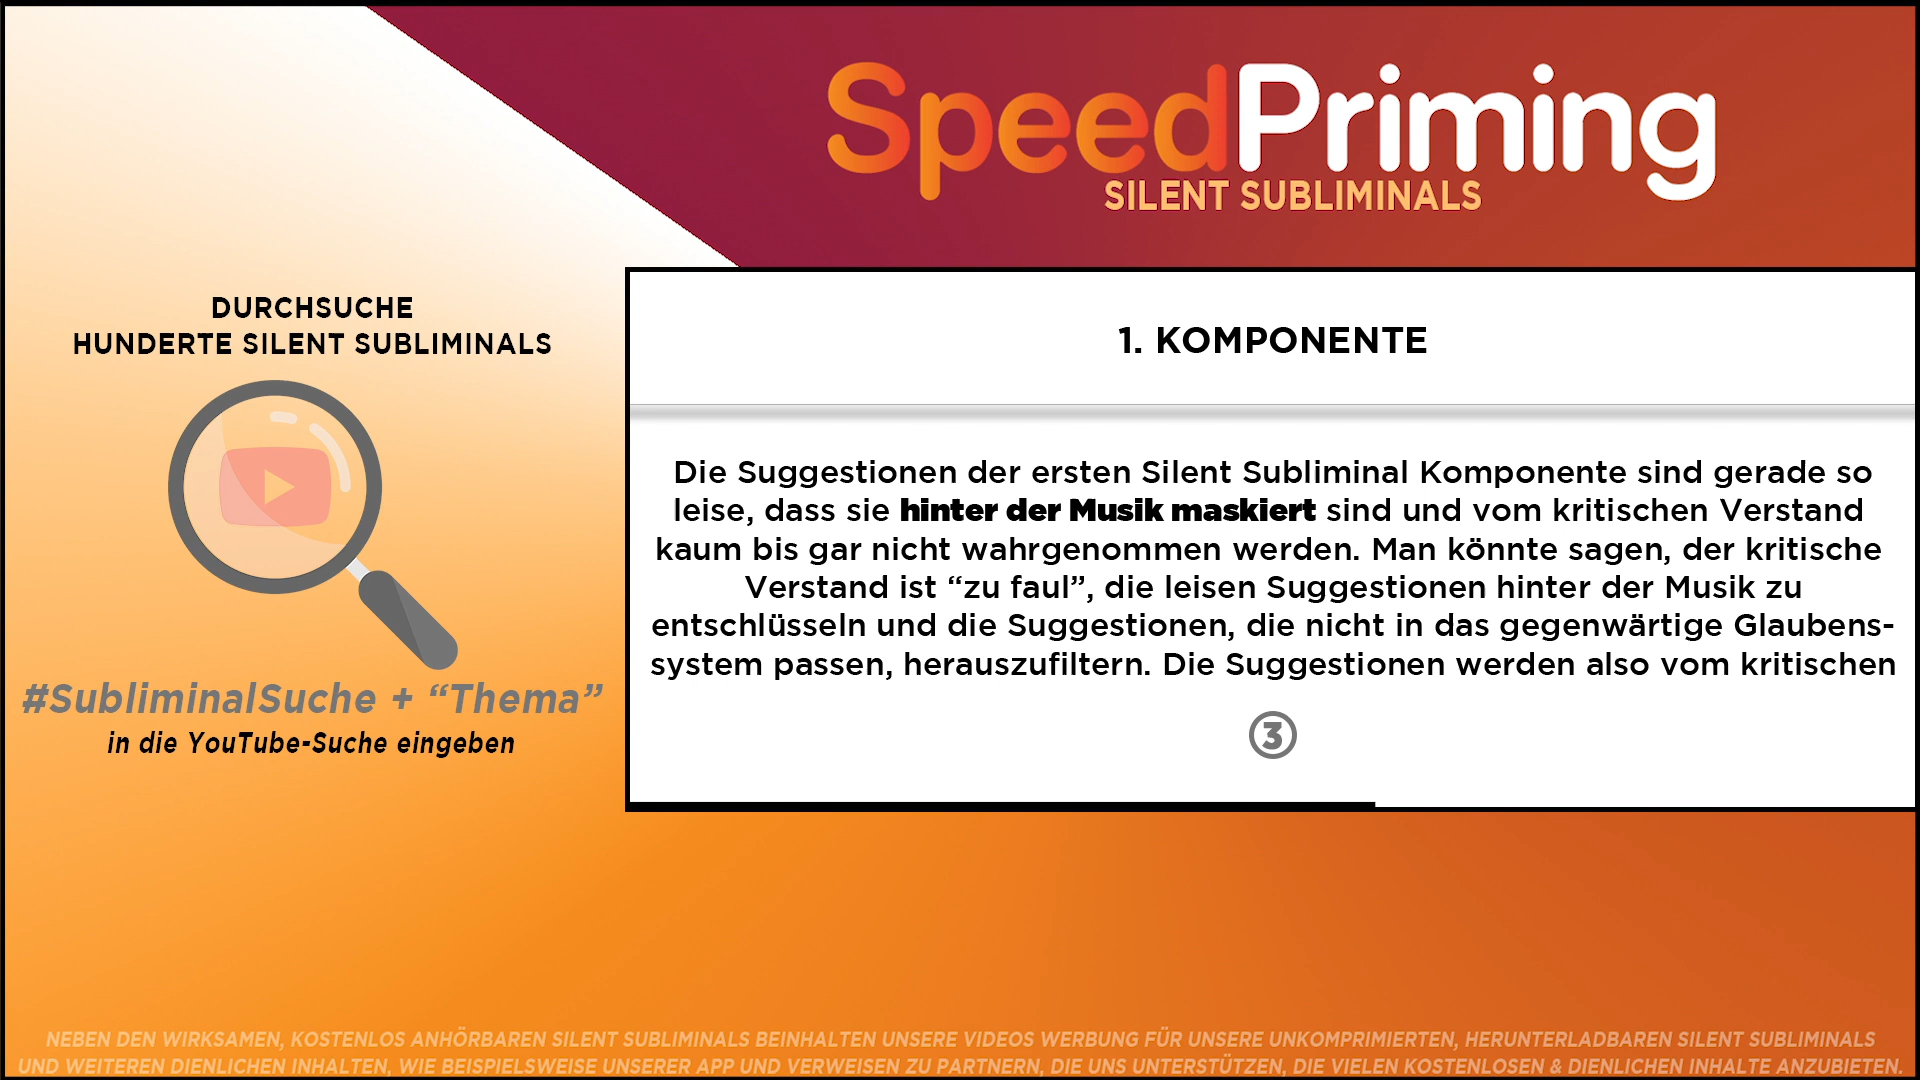 SpeedPriming
SILENT SUBLIMINALS
DURCHSUCHE
HUNDERTE SILENT SUBLIMINALS
#SubliminalSuche + “Thema”
in die YouTube-Suche eingeben
1. KOMPONENTE
Die Suggestionen der ersten Silent Subliminal Komponente sind gerade so
leise, dass sie hinter der Musik maskiert sind und vom kritischen Verstand
kaum bis gar nicht wahrgenommen werden. Man könnte sagen, der kritische
Verstand ist “zu faul”, die leisen Suggestionen hinter der Musik zu
entschlüsseln und die Suggestionen, die nicht in das gegenwärtige Glaubens-
system passen, herauszufiltern. Die Suggestionen werden also vom kritischen
3
NEBEN DEN WIRKSAMEN, KOSTENLOS ANHÖRBAREN SILENT SUBLIMINALS BEINHALTEN UNSERE VIDEOS WERBUNG FÜR UNSERE UNKOMPRIMIERTEN, HERUNTERLADBAREN SILENT SUBLIMINALS
UND WEITEREN DIENLICHEN INHALTEN, WIE BEISPIELSWEISE UNSERER APP UND VERWEISEN ZU PARTNERN, DIE UNS UNTERSTÜTZEN, DIE VIELEN KOSTENLOSEN & DIENLICHEN INHALTE ANZUBIETEN.